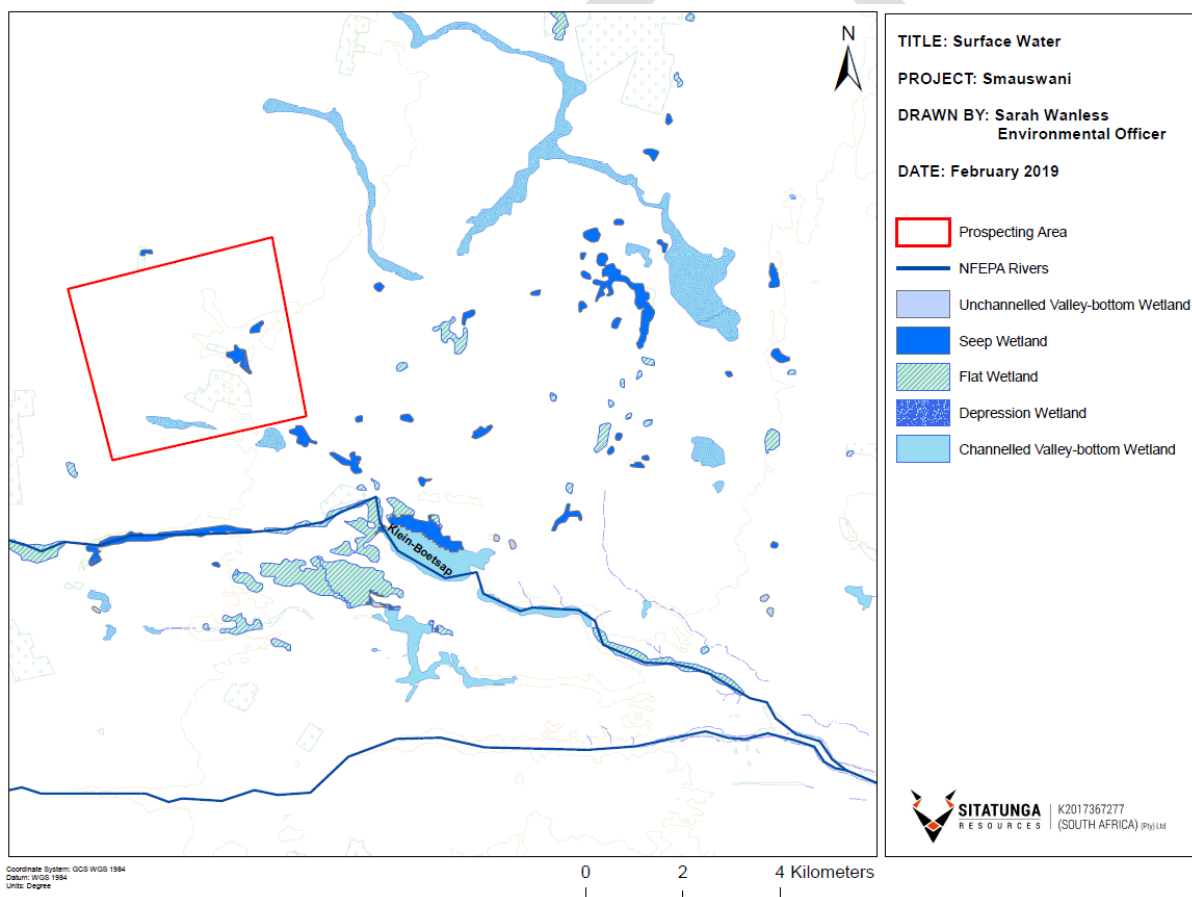 N
TITLE: Surface Water
PROJECT: Smauswani
DRAWN BY: Sarah Wanless
Environmental Officer
DATE: February 2019
Prospecting Area
NFEPA Rivers
Unchannelled Valley-bottom Wetland
Seep Wetland
Flat Wetland
Depression Wetland
Channelled Valley-bottom Wetland
Klein-Boetsap
SITATUNGA
RESOURCES
K2017367277
(SOUTH AFRICA) (Pty) Ltd
Coordinate System: GCS WGS 1984
Datum: WGS 1984
Units: Degree
0 2 4 Kilometers